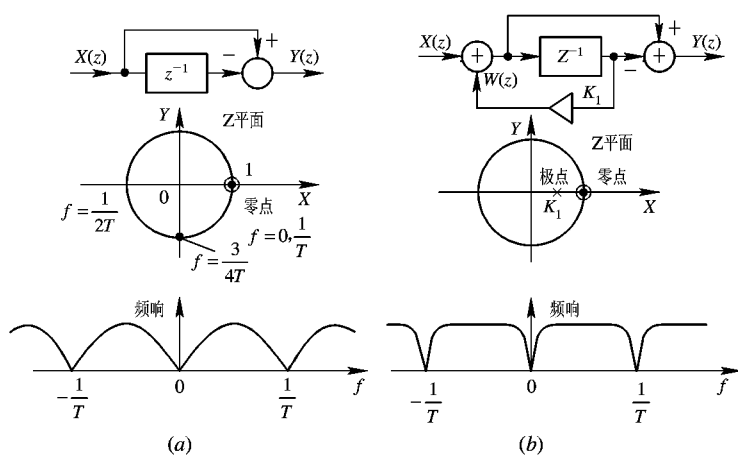 X(z) z⁻¹ − + Y(z)
Y Z平面
1
0 X
零点
f = 1/2T
f = 0, 1/T
f = 3/4T
频响
−1/T 0 1/T f
(a)
X(z) + Z⁻¹ − + + Y(z)
W(z) K₁
Y Z平面
极点 零点
K₁ X
频响
−1/T 0 1/T f
(b)